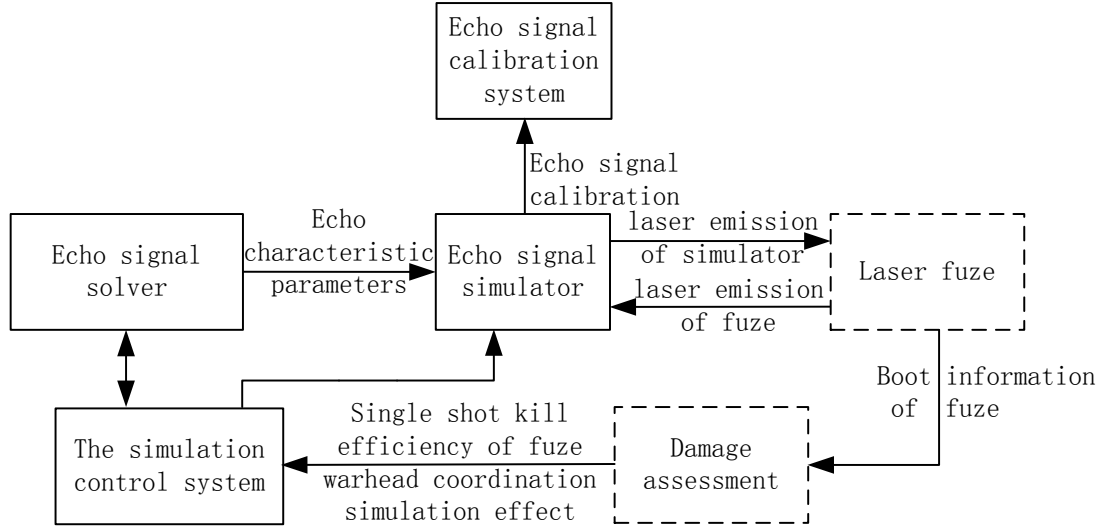 Echo signal
calibration
system
Echo signal
calibration
Echo
characteristic
parameters
Echo signal
solver
Echo signal
simulator
laser emission
of simulator
laser emission
of fuze
Laser fuze
Boot information
of fuze
The simulation
control system
Single shot kill
efficiency of fuze
warhead coordination
simulation effect
Damage
assessment